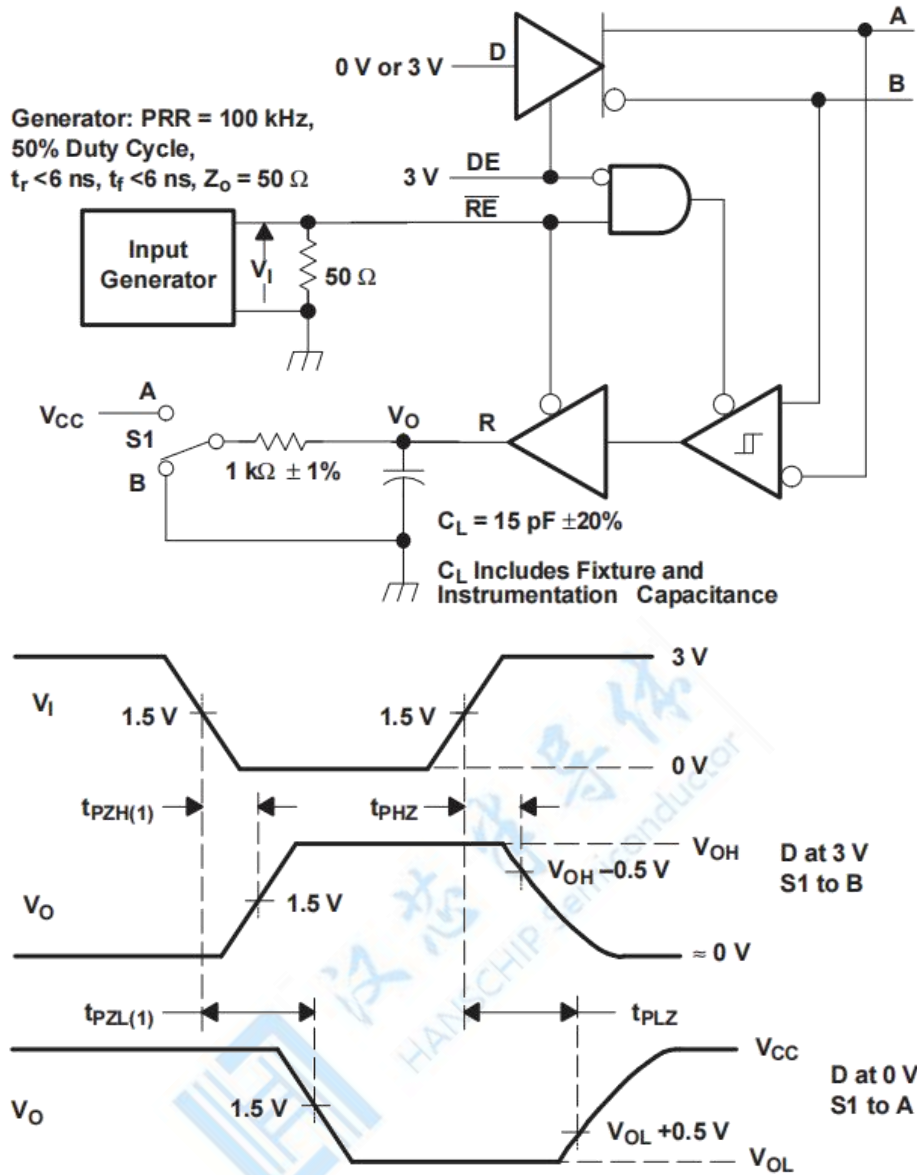 A
D
0 V or 3 V
B
Generator: PRR = 100 kHz,
50% Duty Cycle,
tr <6 ns, tf <6 ns, Zo = 50 Ω
DE
3 V
RE
Input
Generator
VI
50 Ω
A
VCC
S1
B
1 kΩ ± 1%
VO
R
CL = 15 pF ±20%
CL Includes Fixture and
Instrumentation Capacitance
3 V
VI
1.5 V
1.5 V
0 V
tPZH(1)
tPHZ
VOH
D at 3 V
VOH –0.5 V
S1 to B
VO
1.5 V
≈ 0 V
tPZL(1)
tPLZ
VCC
D at 0 V
VO
1.5 V
S1 to A
VOL +0.5 V
VOL
HANSCHIP Semiconductor